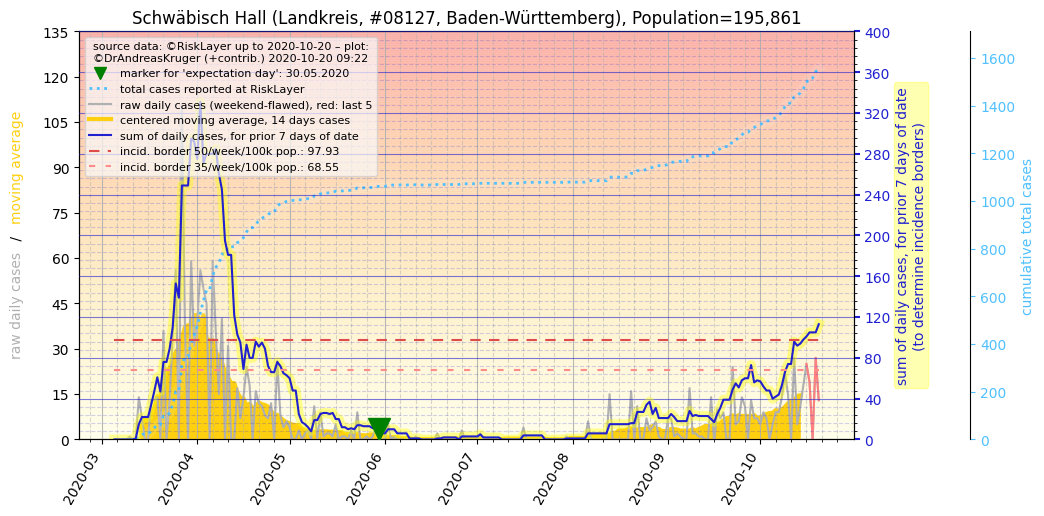 Schwäbisch Hall (Landkreis, #08127, Baden-Württemberg), Population=195,861
source data: ©RiskLayer up to 2020-10-20 – plot:
©DrAndreasKruger (+contrib.) 2020-10-20 09:22
marker for 'expectation day': 30.05.2020
total cases reported at RiskLayer
raw daily cases (weekend-flawed), red: last 5
centered moving average, 14 days cases
sum of daily cases, for prior 7 days of date
incid. border 50/week/100k pop.: 97.93
incid. border 35/week/100k pop.: 68.55
raw daily cases / moving average
135
120
105
90
75
60
45
30
15
0
2020-03
2020-04
2020-05
2020-06
2020-07
2020-08
2020-09
2020-10
400
360
320
280
240
200
160
120
80
40
0
sum of daily cases, for prior 7 days of date
(to determine incidence borders)
1600
1400
1200
1000
800
600
400
200
0
cumulative total cases